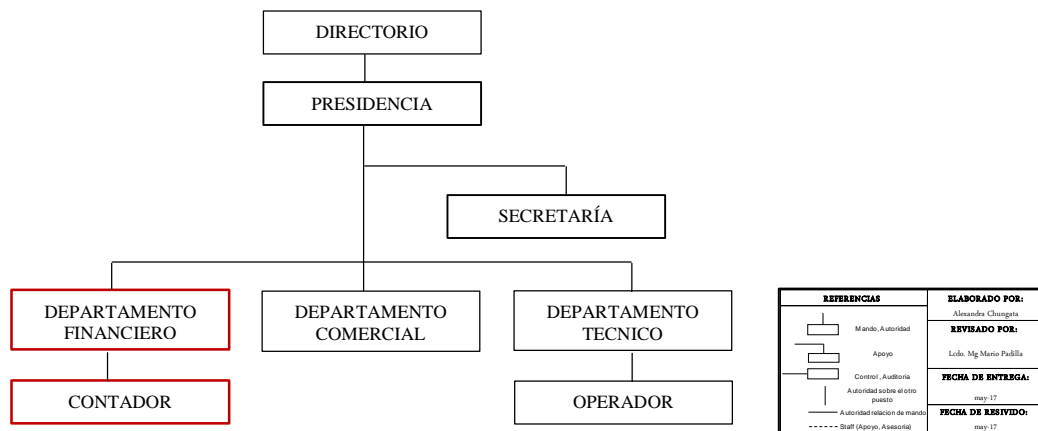 DIRECTORIO
PRESIDENCIA
SECRETARÍA
DEPARTAMENTO
FINANCIERO
DEPARTAMENTO
COMERCIAL
DEPARTAMENTO
TECNICO
CONTADOR
OPERADOR
REFERENCIAS
Mando, Autoridad
Apoyo
Control , Auditoria
Autoridad sobre el otro
puesto
Autoridad relacion de mando
Staff (Apoyo, Asesoria)
ELABORADO POR:
Alexandra Chungata
REVISADO POR:
Lcdo. Mg Mario Padilla
FECHA DE ENTREGA:
may-17
FECHA DE RESIVIDO:
may-17